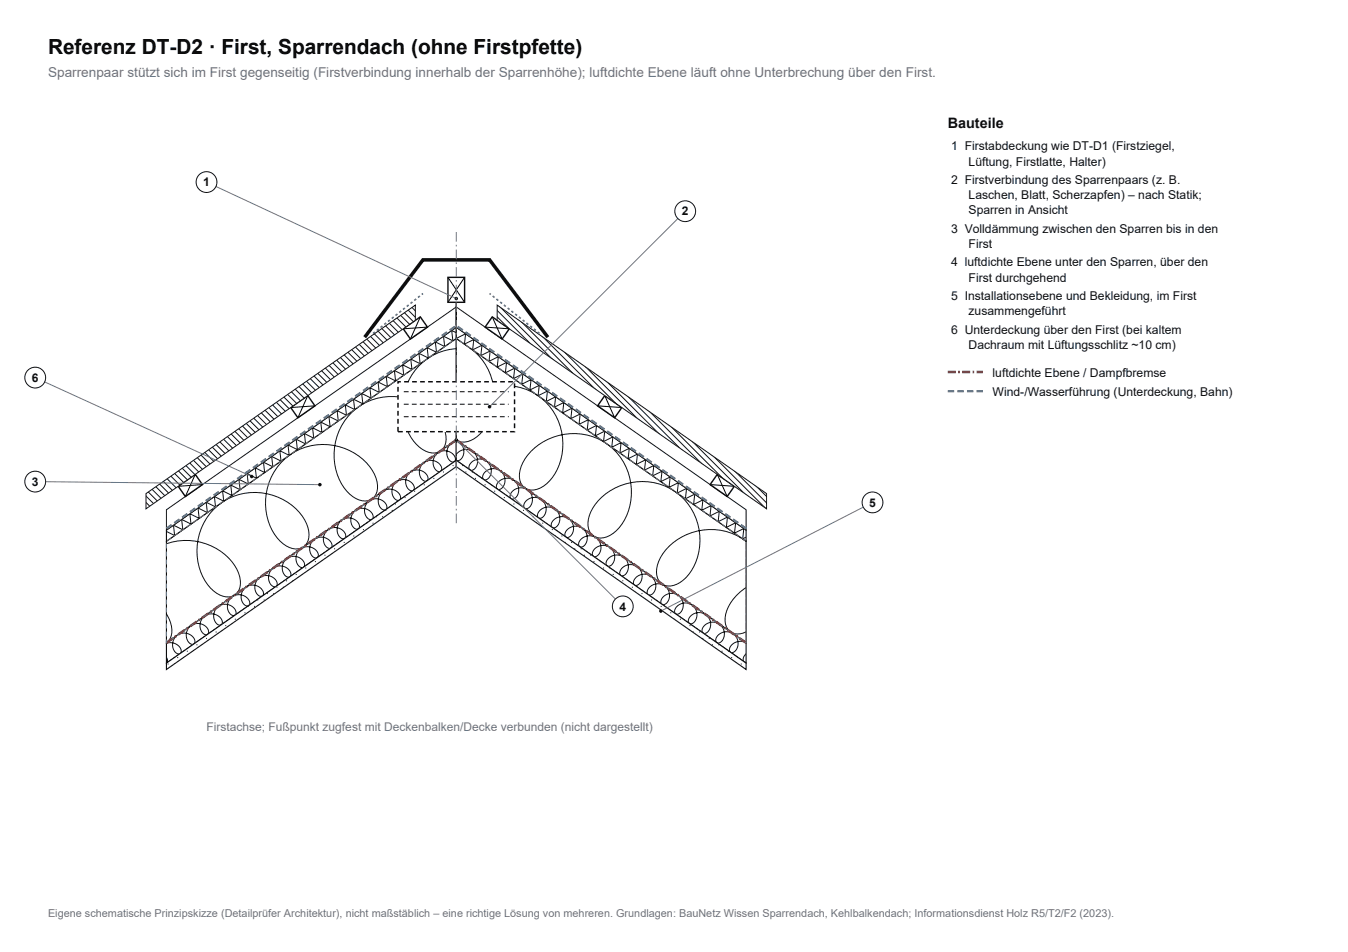 Referenz DT-D2 · First, Sparrendach (ohne Firstpfette)
Sparrenpaar stützt sich im First gegenseitig (Firstverbindung innerhalb der Sparrenhöhe); luftdichte Ebene läuft ohne Unterbrechung über den First.
Bauteile
1 Firstabdeckung wie DT-D1 (Firstziegel,
Lüftung, Firstlatte, Halter)
2 Firstverbindung des Sparrenpaars (z. B.
Laschen, Blatt, Scherzapfen) – nach Statik;
Sparren in Ansicht
3 Volldämmung zwischen den Sparren bis in den
First
4 luftdichte Ebene unter den Sparren, über den
First durchgehend
5 Installationsebene und Bekleidung, im First
zusammengeführt
6 Unterdeckung über den First (bei kaltem
Dachraum mit Lüftungsschlitz ~10 cm)
luftdichte Ebene / Dampfbremse
Wind-/Wasserführung (Unterdeckung, Bahn)
1
2
6
3
5
4
Firstachse; Fußpunkt zugfest mit Deckenbalken/Decke verbunden (nicht dargestellt)
Eigene schematische Prinzipskizze (Detailprüfer Architektur), nicht maßstäblich – eine richtige Lösung von mehreren. Grundlagen: BauNetz Wissen Sparrendach, Kehlbalkendach; Informationsdienst Holz R5/T2/F2 (2023).